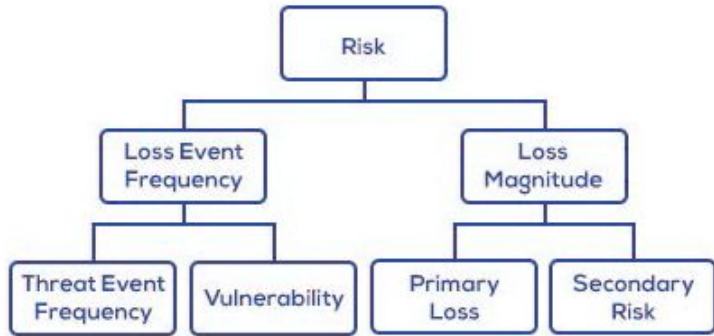 Risk
Loss Event
Frequency
Loss
Magnitude
Threat Event
Frequency
Vulnerability
Primary
Loss
Secondary
Risk